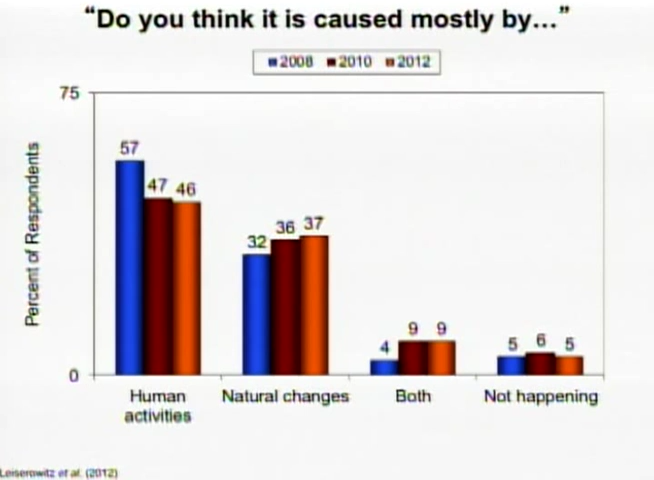 “Do you think it is caused mostly by…”
2008 2010 2012
75
57
47 46
32 36 37
4 9 9
5 6 5
Percent of Respondents
0
Human activities
Natural changes
Both
Not happening
Leiserowitz et al. (2012)